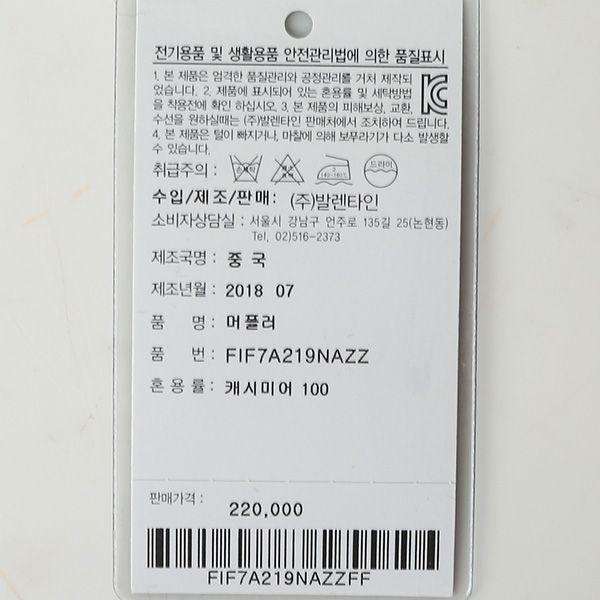 전기용품 및 생활용품 안전관리법에 의한 품질표시
1. 본 제품은 엄격한 품질관리와 공정관리를 거쳐 제작되
었습니다. 2. 제품에 표시되어 있는 혼용률 및 세탁방법
을 착용전에 확인 하십시오. 3. 본 제품의 피해보상, 교환,
수선을 원하실때는 (주)발렌타인 판매처에서 조치하여 드립니다.
4. 본 제품은 털이 빠지거나, 마찰에 의해 보푸라기가 다소 발생할
수 있습니다.
취급주의 : 손세탁 염소표백 2 140~160℃ 드라이
수입/제조/판매: (주)발렌타인
소비자상담실 : 서울시 강남구 언주로 135길 25(논현동)
Tel. 02)516-2373
제조국명 : 중 국
제조년월 : 2018 07
품 명 : 머플러
품 번 : FIF7A219NAZZ
혼 용 률 : 캐시미어 100
판매가격 : 220,000
FIF7A219NAZZFF